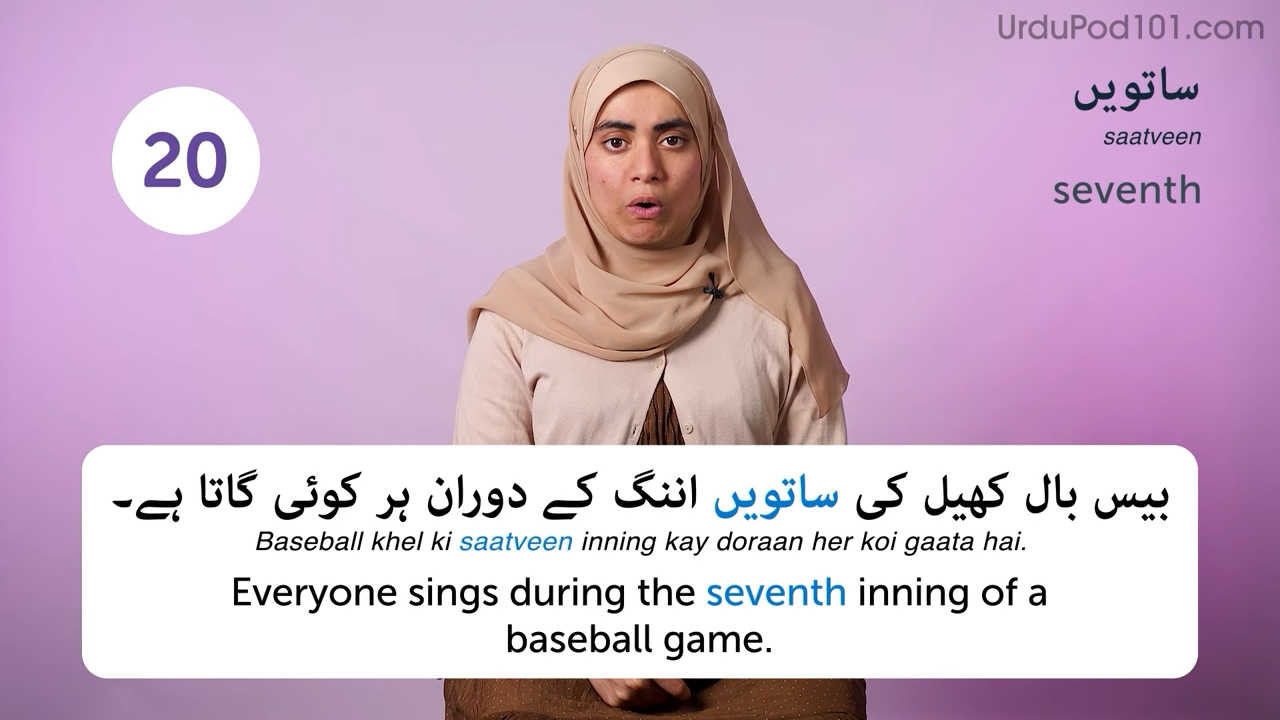 UrduPod101.com
20
ساتویں
saatveen
seventh
بیس بال کھیل کی ساتویں اننگ کے دوران ہر کوئی گاتا ہے۔
Baseball khel ki saatveen inning kay doraan her koi gaata hai.
Everyone sings during the seventh inning of a
baseball game.